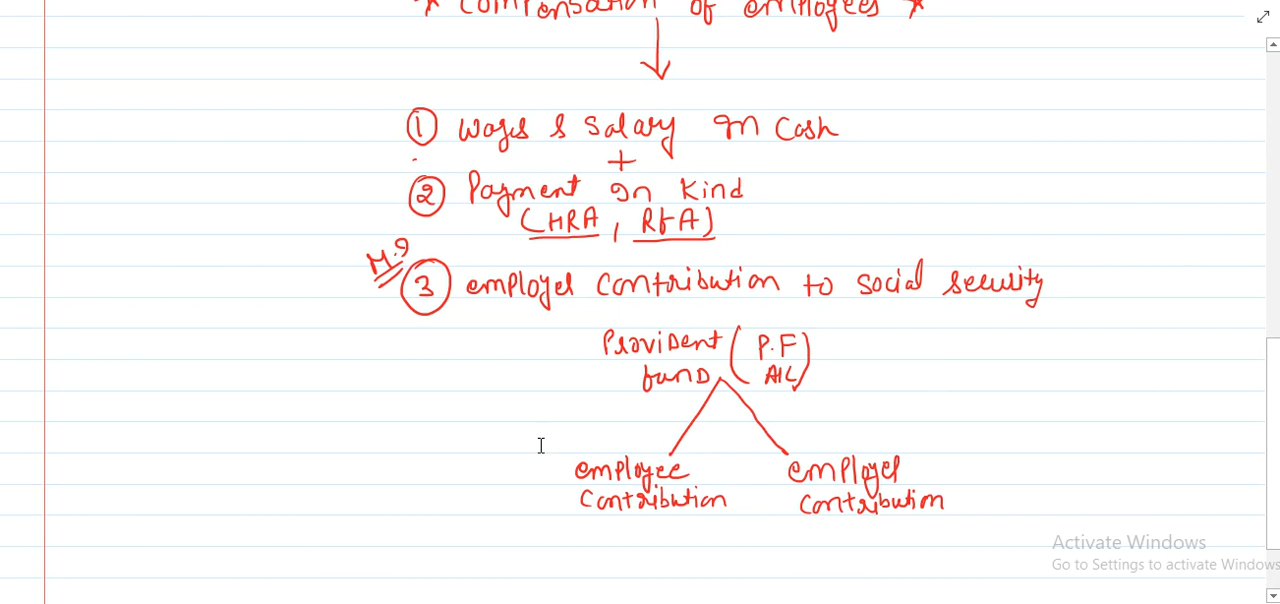 * Compensation of employees *
① Wages & Salary In Cash
+
② Payment In Kind
(HRA, RFA)
③ employer Contribution to social security
Provident (P.F
fund A/C)
employee employer
Contribution Contribution
Activate Windows
Go to Settings to activate Windows